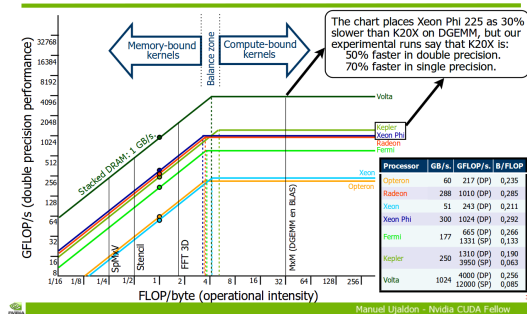 The chart places Xeon Phi 225 as 30%
slower than K20X on DGEMM, but our
experimental runs say that K20X is:
50% faster in double precision.
70% faster in single precision.
Memory-bound
kernels
Balance zone
Compute-bound
kernels
GFLOP/s (double precision performance)
32768
16384
8192
4096
2048
1024
512
256
128
64
32
16
8
Stacked DRAM: 1 GB/s.
Volta
Kepler
Xeon Phi
Radeon
Fermi
Xeon
Opteron
SpMxV
Stencil
FFT 3D
MxM (DGEMM en BLAS)
1/16 1/8 1/4 1/2 1 2 4 8 16 32 64 128 256
FLOP/byte (operational intensity)
Processor GB/s. GFLOP/s. B/FLOP
Opteron 60 217 (DP) 0,235
Radeon 288 1010 (DP) 0,285
Xeon 51 243 (DP) 0,211
Xeon Phi 300 1024 (DP) 0,292
Fermi 177 665 (DP) 0,266
1331 (SP) 0,133
Kepler 250 1310 (DP) 0,190
3950 (SP) 0,063
Volta 1024 4000 (DP) 0,256
12000 (SP) 0,085
Manuel Ujaldon - Nvidia CUDA Fellow